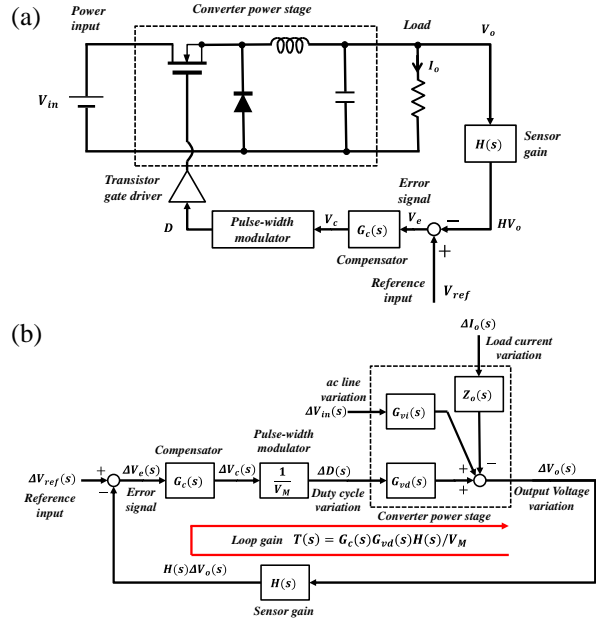 (a)
Power
input
Converter power stage
Load
V_o
I_o
V_in
H(s)
Sensor
gain
Transistor
gate driver
Error
signal
D
Pulse-width
modulator
V_c
G_c(s)
V_e
−
HV_o
+
Compensator
Reference
input
V_ref
(b)
ΔI_o(s)
Load current
variation
ac line
variation
Z_o(s)
ΔV_in(s)
G_vi(s)
Compensator
Pulse-width
modulator
−
ΔV_ref(s)
+
ΔV_e(s)
G_c(s)
ΔV_c(s)
1
V_M
ΔD(s)
G_vd(s)
+
+
ΔV_o(s)
Reference
input
−
Error
signal
Duty cycle
variation
Output Voltage
variation
Converter power stage
Loop gain T(s) = G_c(s)G_vd(s)H(s)/V_M
H(s)ΔV_o(s)
H(s)
Sensor gain